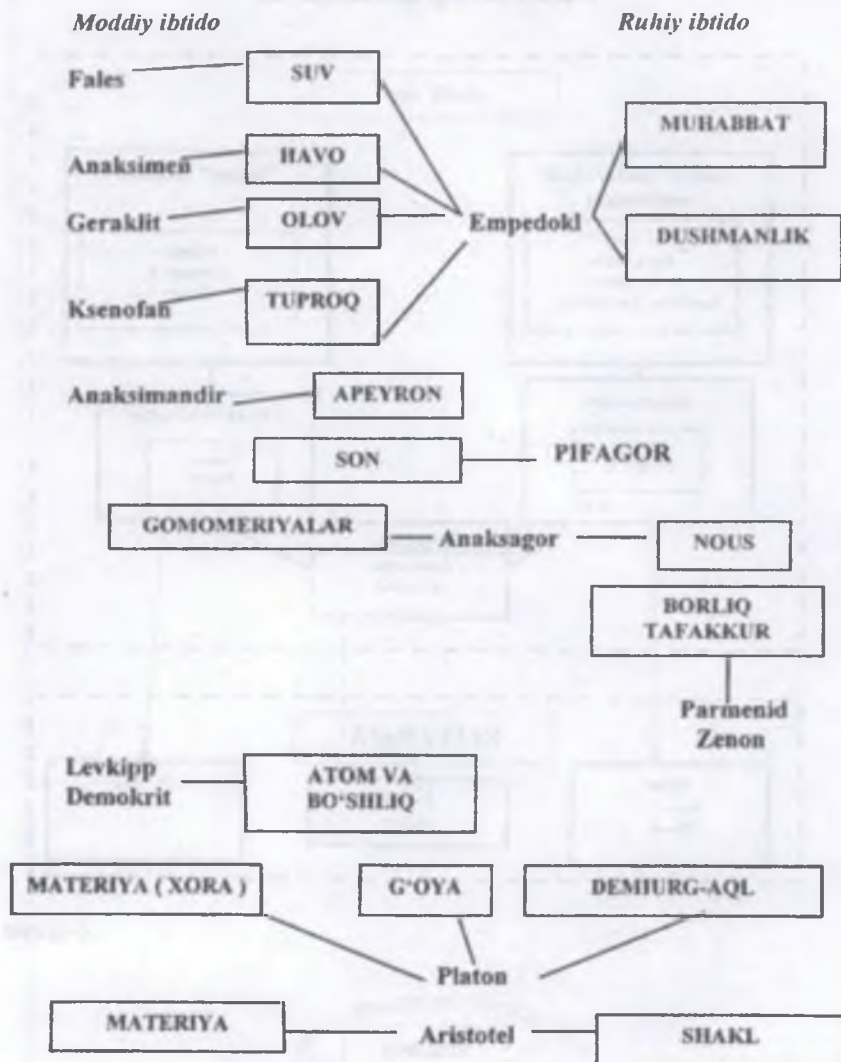 Moddiy ibtido Ruhiy ibtido
Fales SUV
MUHABBAT
Anaksimen HAVO
Geraklit OLOV Empedokl DUSHMANLIK
Ksenofan TUPROQ
Anaksimandir APEYRON
SON PIFAGOR
GOMOMERIYALAR Anaksagor NOUS
BORLIQ
TAFAKKUR
Parmenid
Zenon
Levkipp
Demokrit
ATOM VA
BO‘SHLIQ
MATERIYA ( XORA ) G‘OYA DEMIURG-AQL
Platon
MATERIYA Aristotel SHAKL